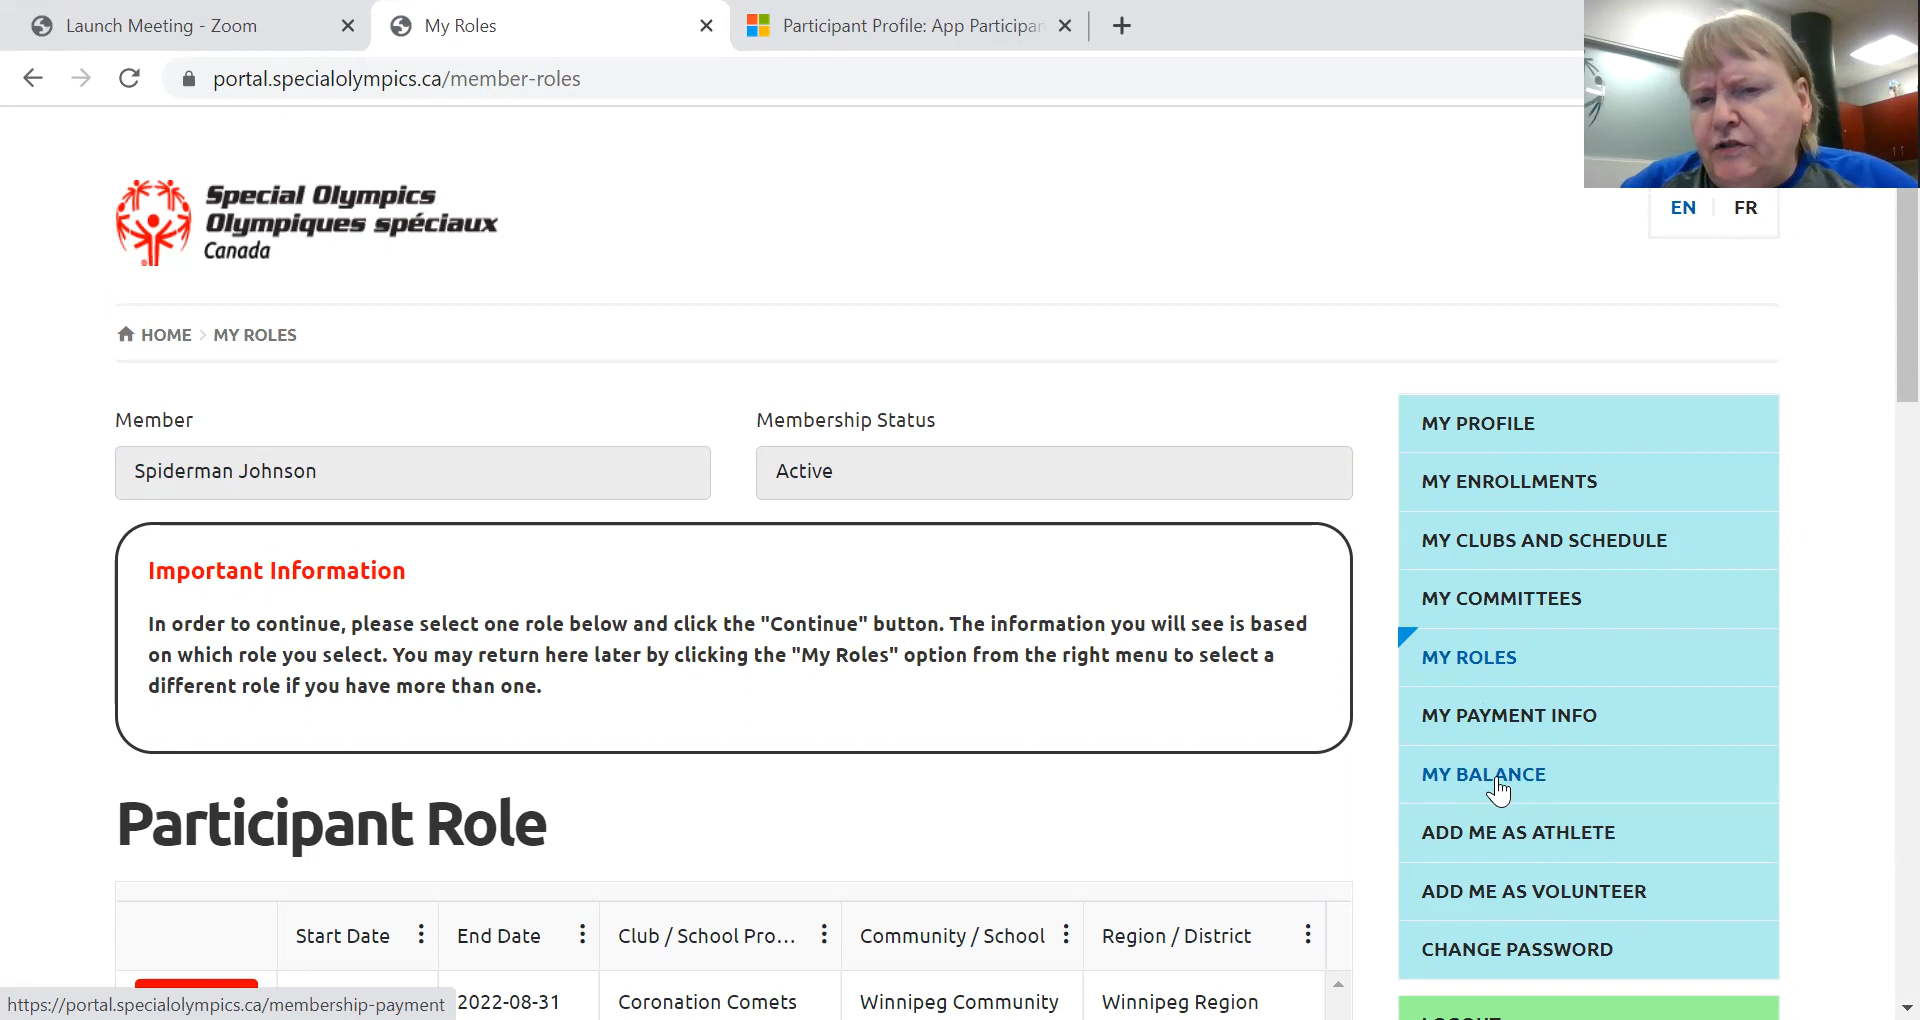 Launch Meeting - Zoom
My Roles
Participant Profile: App Participan
portal.specialolympics.ca/member-roles
Special Olympics
Olympiques spéciaux
Canada
EN
FR
HOME > MY ROLES
Member
Membership Status
Spiderman Johnson
Active
Important Information
In order to continue, please select one role below and click the "Continue" button. The information you will see is based
on which role you select. You may return here later by clicking the "My Roles" option from the right menu to select a
different role if you have more than one.
MY PROFILE
MY ENROLLMENTS
MY CLUBS AND SCHEDULE
MY COMMITTEES
MY ROLES
MY PAYMENT INFO
MY BALANCE
ADD ME AS ATHLETE
ADD ME AS VOLUNTEER
CHANGE PASSWORD
LOGOUT
Participant Role
Start Date
End Date
Club / School Pro...
Community / School
Region / District
2022-08-31
Coronation Comets
Winnipeg Community
Winnipeg Region
https://portal.specialolympics.ca/membership-payment